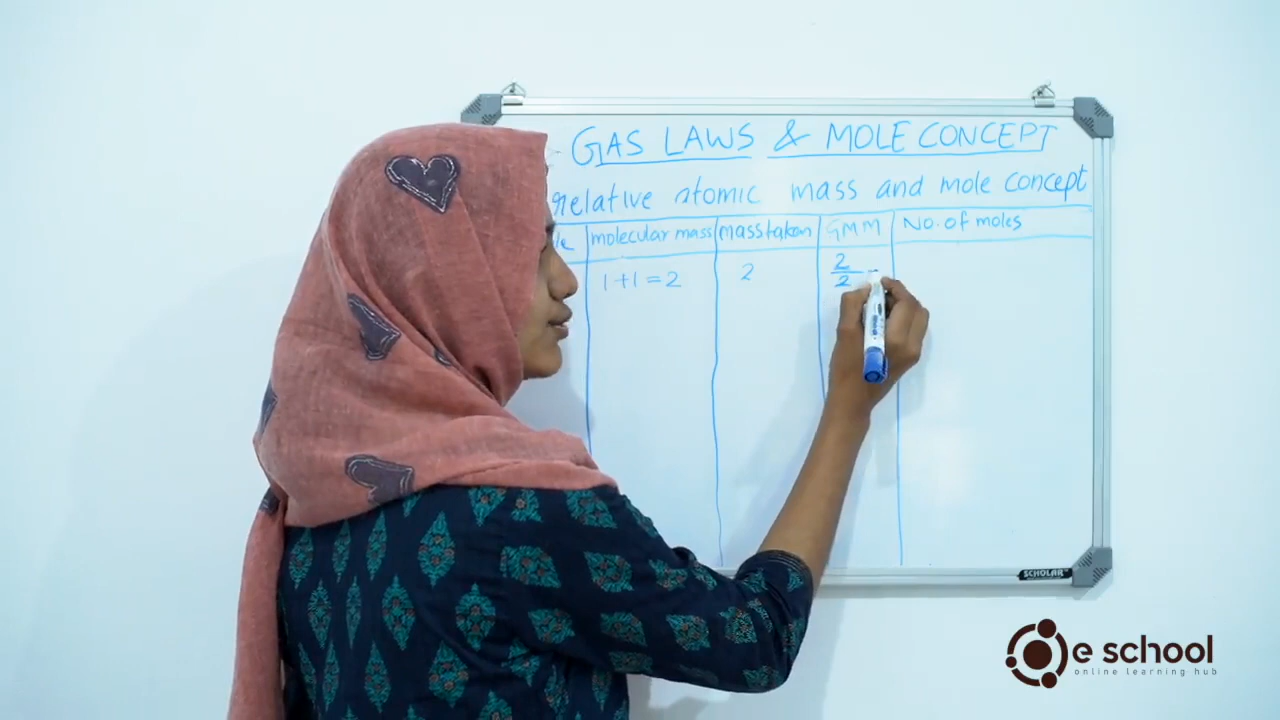 GAS LAWS & MOLE CONCEPT
relative atomic mass and mole concept
molecular mass mass taken GMM No. of moles
1+1=2 2 2/2
SCHOLAR
e school
online learning hub